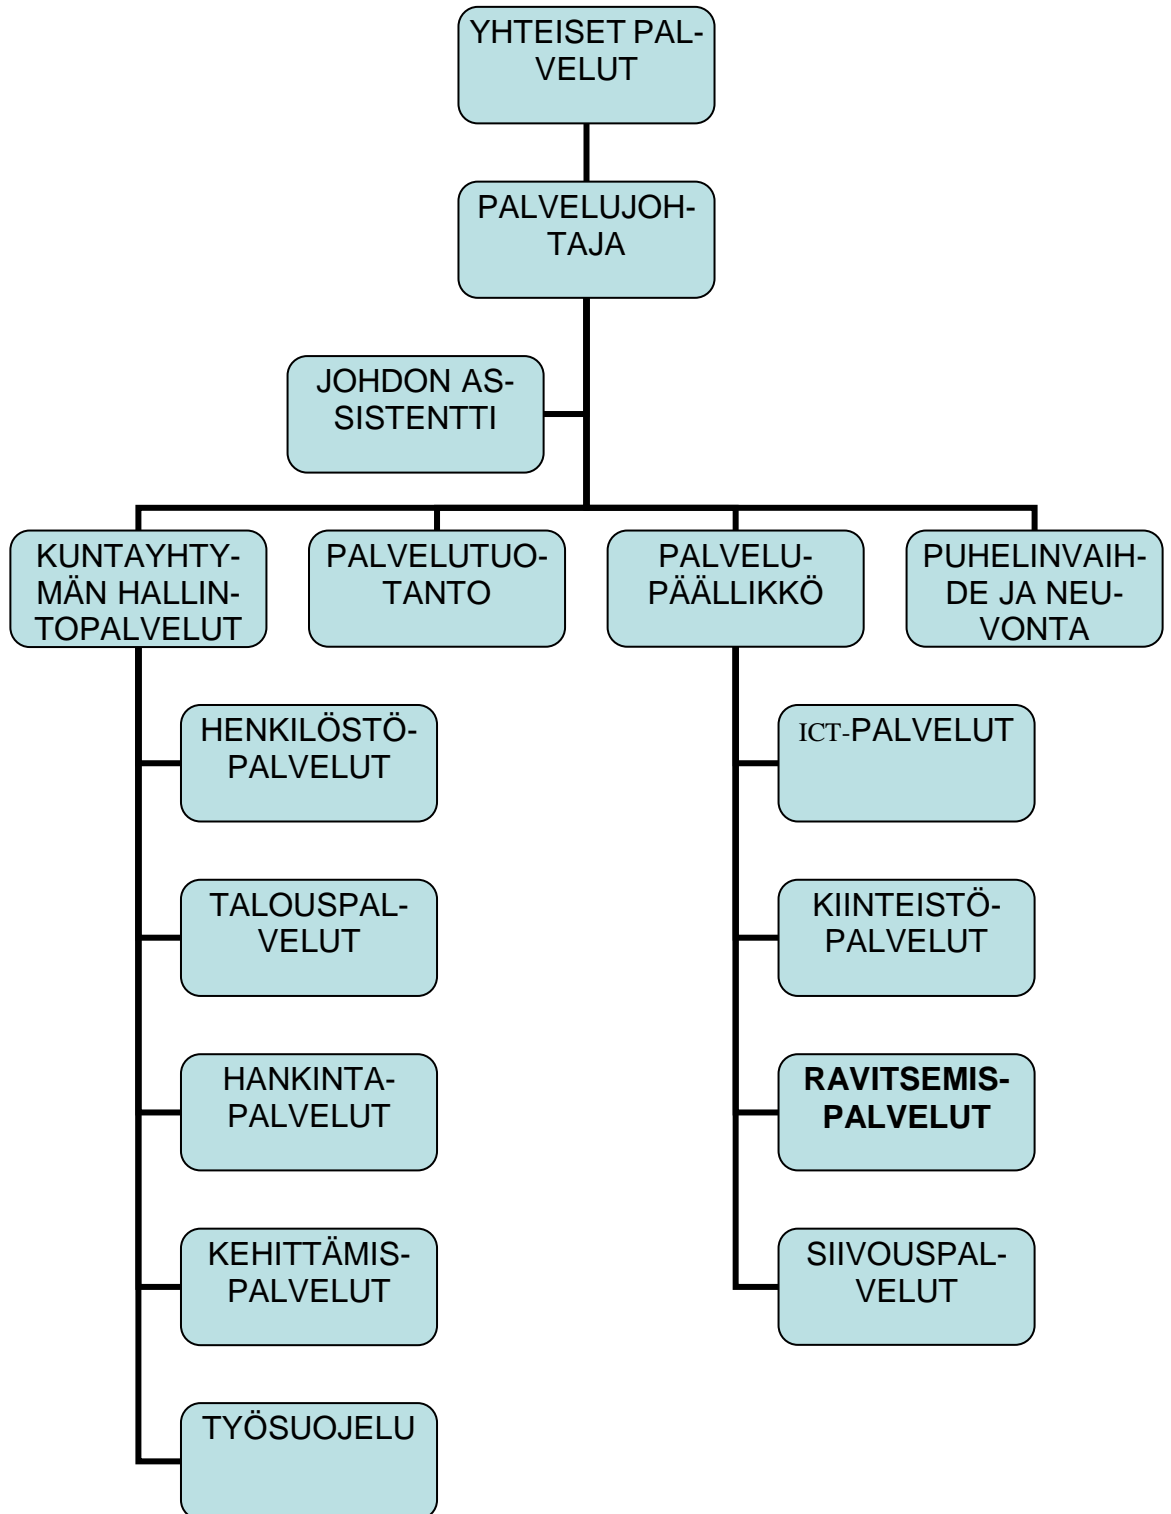 YHTEISET PAL-
VELUT
PALVELUJOH-
TAJA
JOHDON AS-
SISTENTTI
KUNTAYHTY-
MÄN HALLIN-
TOPALVELUT
PALVELUTUO-
TANTO
PALVELU-
PÄÄLLIKKÖ
PUHELINVAIH-
DE JA NEU-
VONTA
HENKILÖSTÖ-
PALVELUT
TALOUSPAL-
VELUT
HANKINTA-
PALVELUT
KEHITTÄMIS-
PALVELUT
TYÖSUOJELU
ICT-PALVELUT
KIINTEISTÖ-
PALVELUT
RAVITSEMIS-
PALVELUT
SIIVOUSPAL-
VELUT